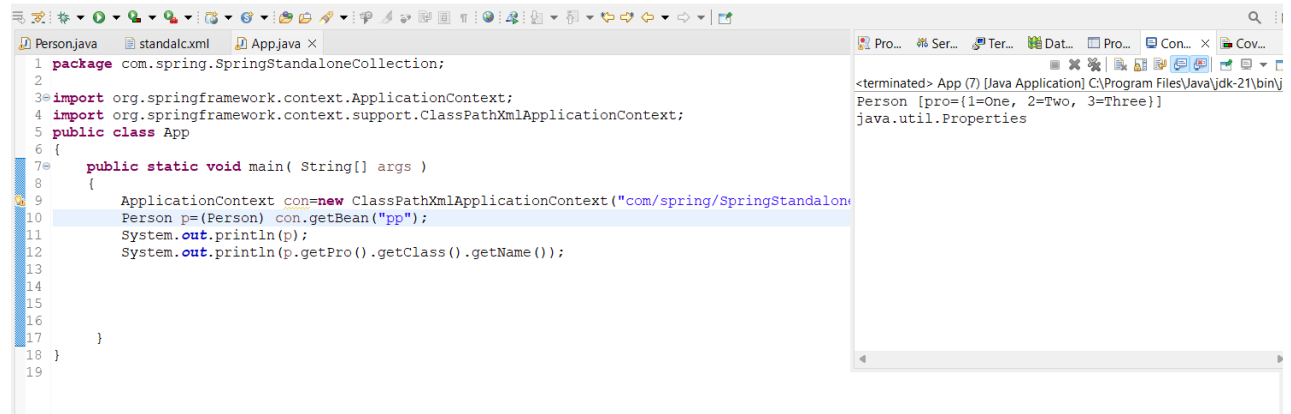 Person.java standalc.xml App.java
1 package com.spring.SpringStandaloneCollection;
2
3 import org.springframework.context.ApplicationContext;
4 import org.springframework.context.support.ClassPathXmlApplicationContext;
5 public class App
6 {
7 public static void main( String[] args )
8 {
9 ApplicationContext con=new ClassPathXmlApplicationContext("com/spring/SpringStandalone
10 Person p=(Person) con.getBean("pp");
11 System.out.println(p);
12 System.out.println(p.getPro().getClass().getName());
13
14
15
16
17 }
18 }
19
Pro... Ser... Ter... Dat... Pro... Con... Cov...
<terminated> App (7) [Java Application] C:\Program Files\Java\jdk-21\bin\j
Person [pro={1=One, 2=Two, 3=Three}]
java.util.Properties